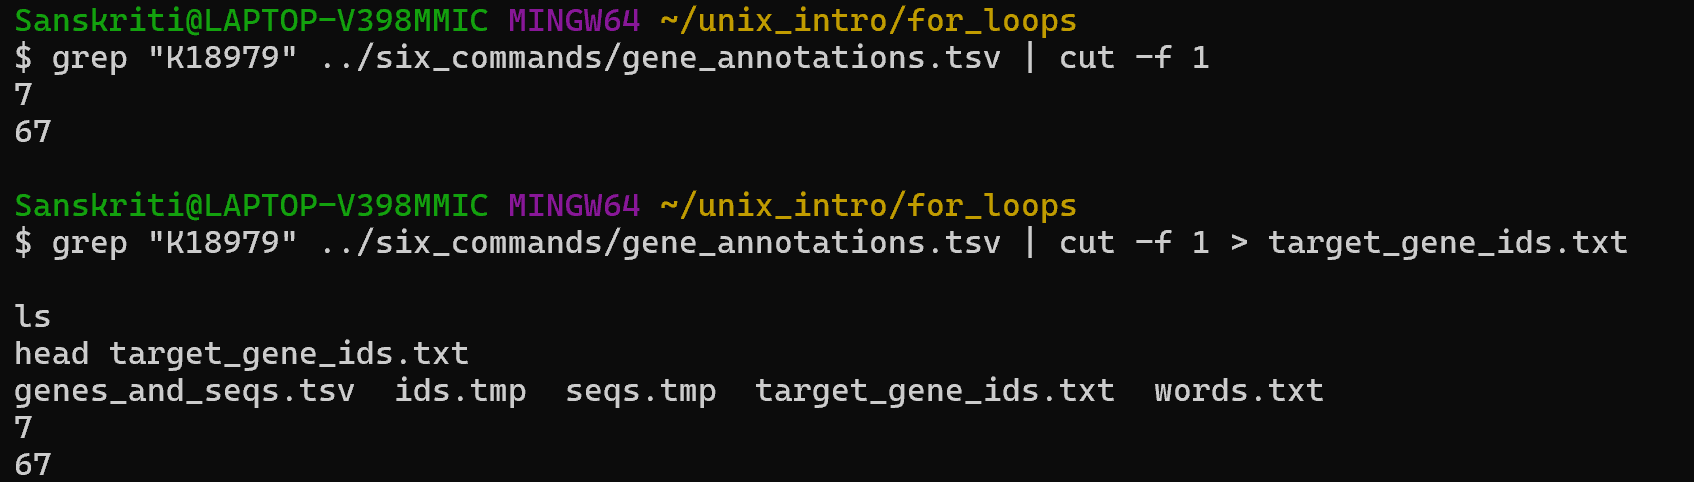 Sanskriti@LAPTOP-V398MMIC MINGW64 ~/unix_intro/for_loops
$ grep "K18979" ../six_commands/gene_annotations.tsv | cut -f 1
7
67
Sanskriti@LAPTOP-V398MMIC MINGW64 ~/unix_intro/for_loops
$ grep "K18979" ../six_commands/gene_annotations.tsv | cut -f 1 > target_gene_ids.txt
ls
head target_gene_ids.txt
genes_and_seqs.tsv  ids.tmp  seqs.tmp  target_gene_ids.txt  words.txt
7
67